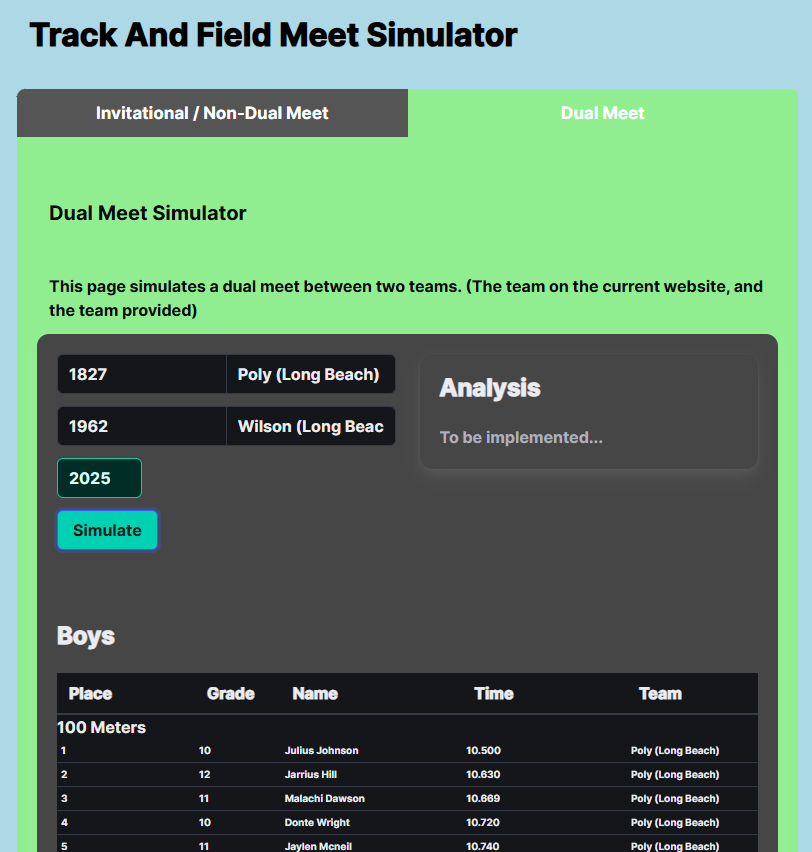 Track And Field Meet Simulator
Invitational / Non-Dual Meet Dual Meet
Dual Meet Simulator
This page simulates a dual meet between two teams. (The team on the current website, and
the team provided)
1827 Poly (Long Beach)
1962 Wilson (Long Beac
2025
Simulate
Analysis
To be implemented...
Boys
Place Grade Name Time Team
100 Meters
1 10 Julius Johnson 10.500 Poly (Long Beach)
2 12 Jarrius Hill 10.630 Poly (Long Beach)
3 11 Malachi Dawson 10.669 Poly (Long Beach)
4 10 Donte Wright 10.720 Poly (Long Beach)
5 11 Jaylen Mcneil 10.740 Poly (Long Beach)